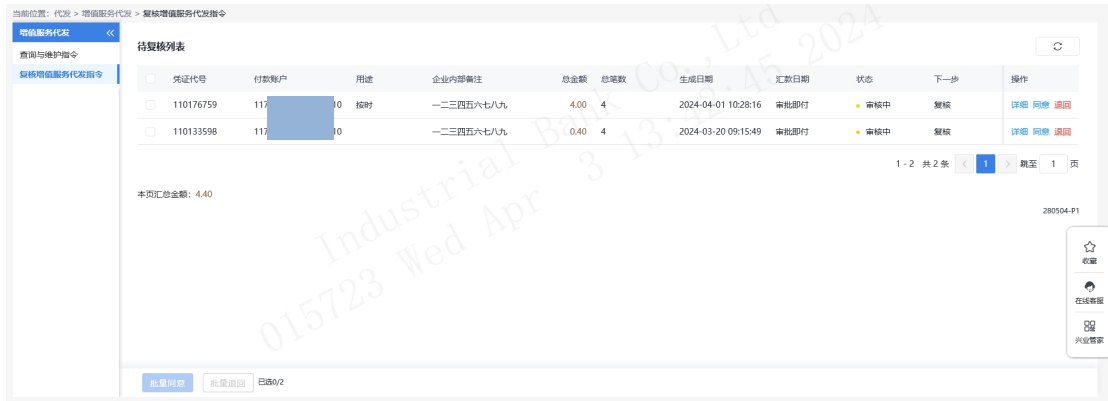 当前位置：代发 > 增值服务代发 > 复核增值服务代发指令
增值服务代发 «
查询与维护指令
复核增值服务代发指令
待复核列表
凭证代号 付款账户 用途 企业内部备注 总金额 总笔数 生成日期 汇款日期 状态 下一步 操作
110176759 117 10 按时 一二三四五六七八九 4.00 4 2024-04-01 10:28:16 审批即付 审核中 复核 详细 同意 退回
110133598 117 10 一二三四五六七八九 0.40 4 2024-03-20 09:15:49 审批即付 审核中 复核 详细 同意 退回
1 - 2 共 2 条 < 1 > 跳至 1 页
本页汇总金额：4.40
280504-P1
收藏
在线客服
兴业管家
批量同意 批量退回 已选0/2
Industrial Bank Co., Ltd
015723 Wed Apr 3 13:42:45 2024